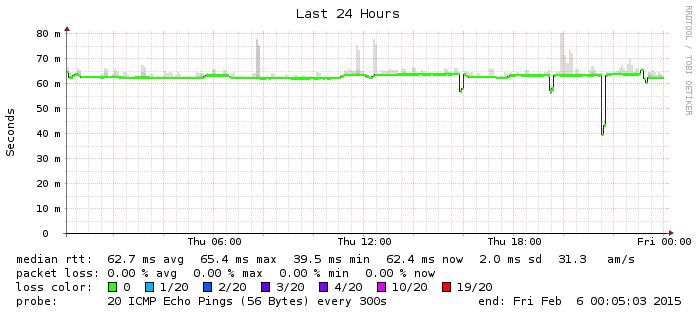 Last 24 Hours
RRDTOOL / TOBI OETIKER
Seconds
80 m
70 m
60 m
50 m
40 m
30 m
20 m
10 m
0
Thu 06:00 Thu 12:00 Thu 18:00 Fri 00:00
median rtt: 62.7 ms avg 65.4 ms max 39.5 ms min 62.4 ms now 2.0 ms sd 31.3 am/s
packet loss: 0.00 % avg 0.00 % max 0.00 % min 0.00 % now
loss color: 0 1/20 2/20 3/20 4/20 10/20 19/20
probe: 20 ICMP Echo Pings (56 Bytes) every 300s end: Fri Feb 6 00:05:03 2015